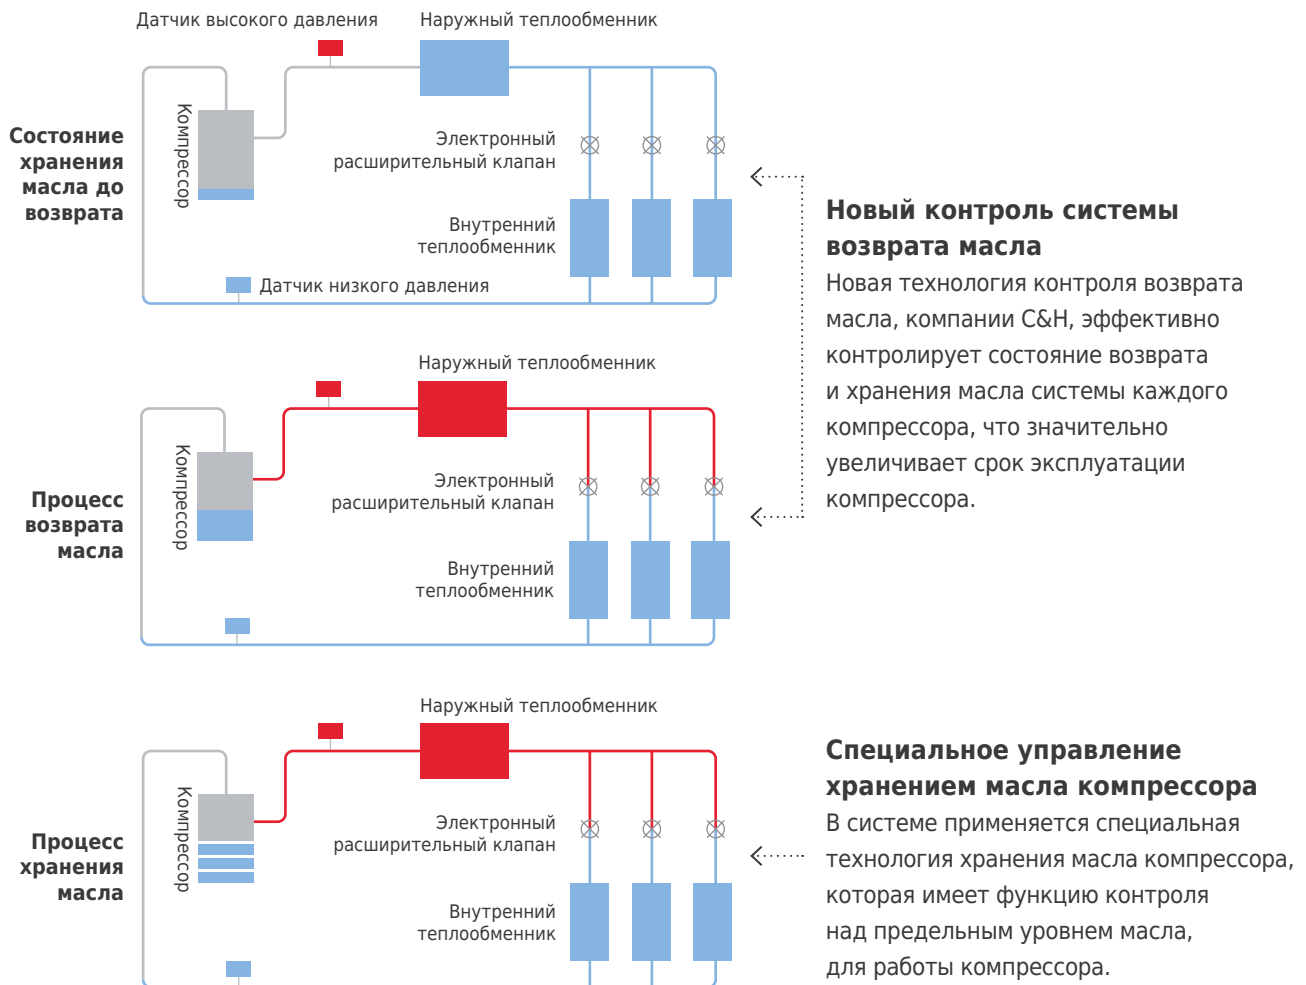 Датчик высокого давления
Наружный теплообменник
Состояние
хранения
масла до
возврата
Компрессор
Электронный
расширительный клапан
Внутренний
теплообменник
Датчик низкого давления
Новый контроль системы
возврата масла
Новая технология контроля возврата
масла, компании C&H, эффективно
контролирует состояние возврата
и хранения масла системы каждого
компрессора, что значительно
увеличивает срок эксплуатации
компрессора.
Наружный теплообменник
Процесс
возврата
масла
Компрессор
Электронный
расширительный клапан
Внутренний
теплообменник
Наружный теплообменник
Процесс
хранения
масла
Компрессор
Электронный
расширительный клапан
Внутренний
теплообменник
Специальное управление
хранением масла компрессора
В системе применяется специальная
технология хранения масла компрессора,
которая имеет функцию контроля
над предельным уровнем масла,
для работы компрессора.